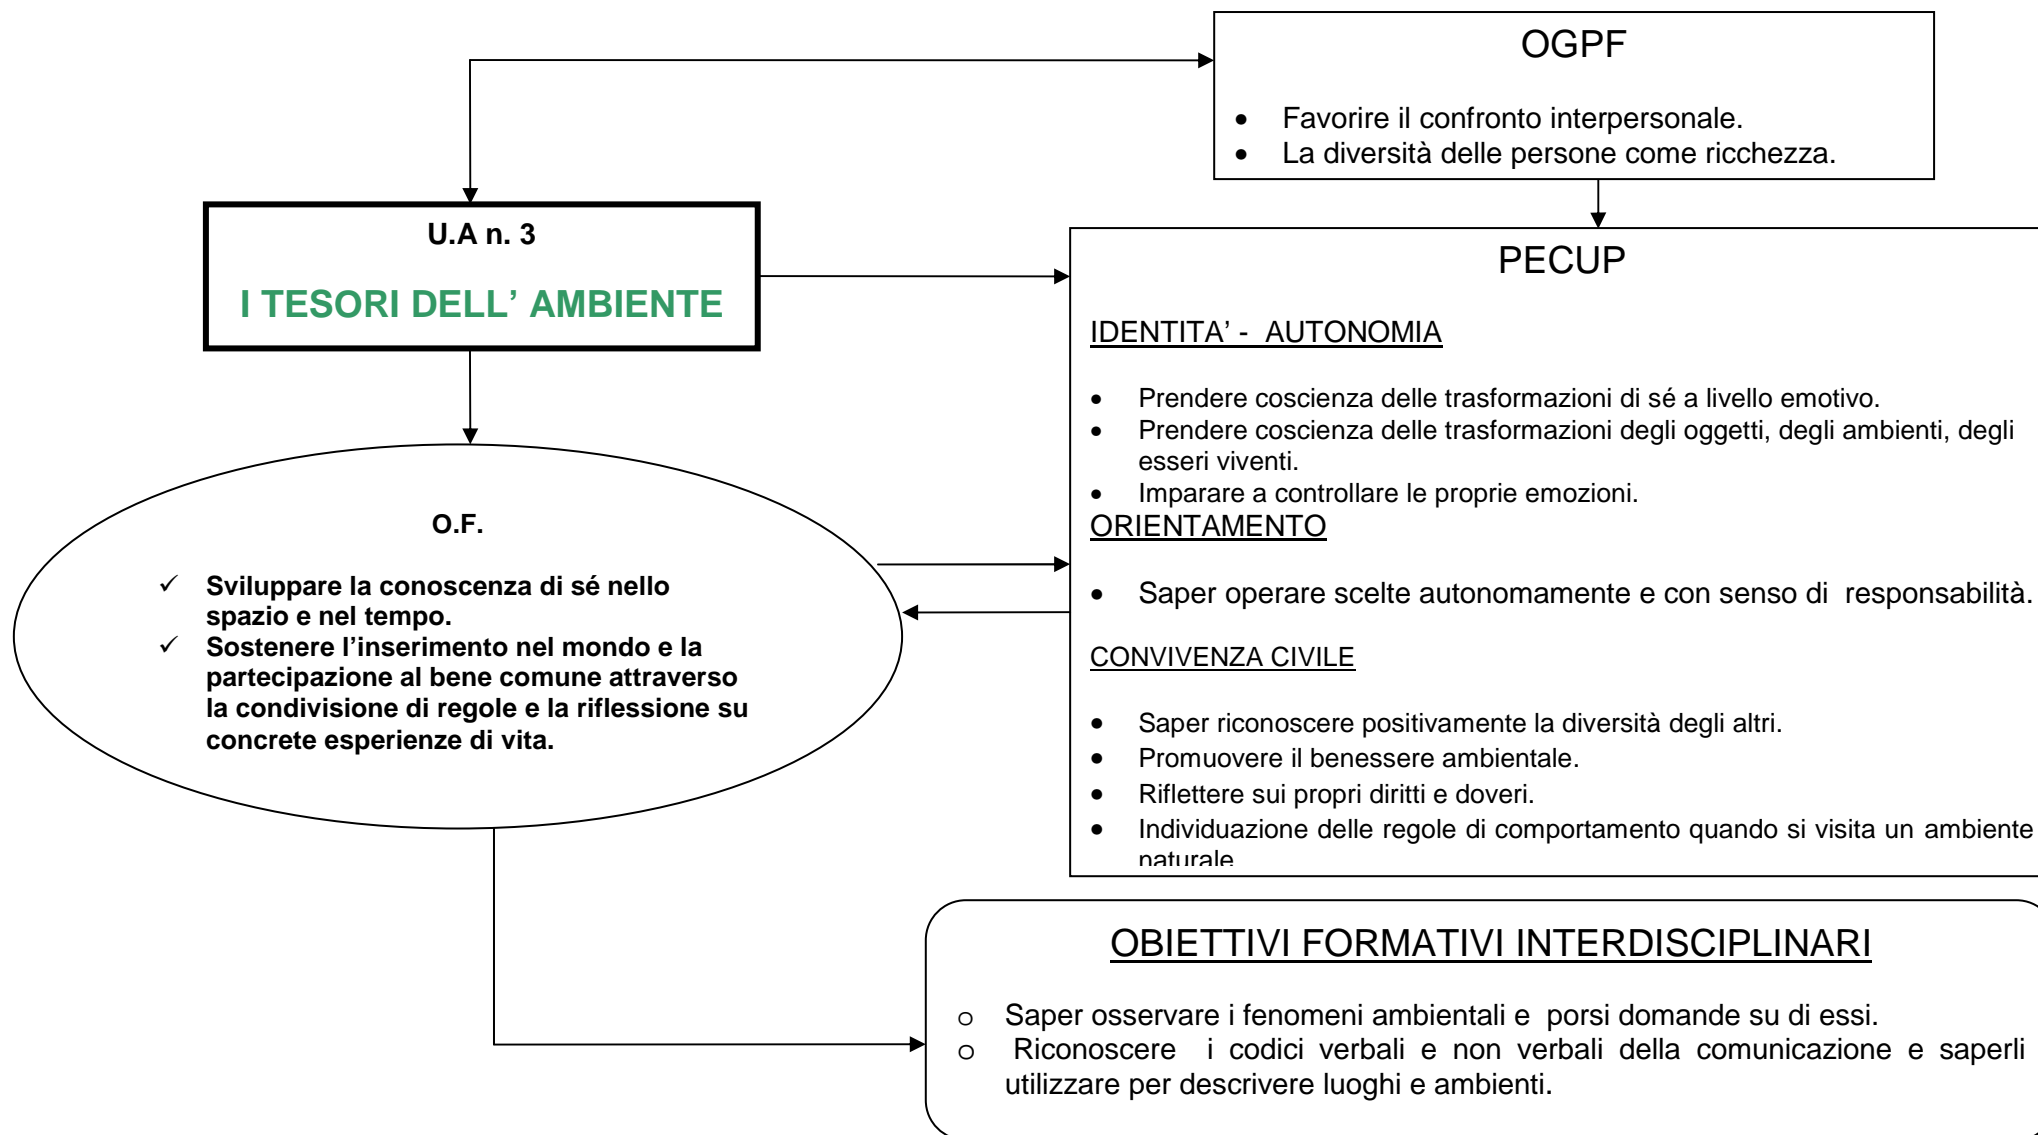 OGPF
• Favorire il confronto interpersonale.
• La diversità delle persone come ricchezza.
U.A n. 3
I TESORI DELL’ AMBIENTE
PECUP
IDENTITA’ - AUTONOMIA
• Prendere coscienza delle trasformazioni di sé a livello emotivo.
• Prendere coscienza delle trasformazioni degli oggetti, degli ambienti, degli
esseri viventi.
• Imparare a controllare le proprie emozioni.
ORIENTAMENTO
• Saper operare scelte autonomamente e con senso di responsabilità.
CONVIVENZA CIVILE
• Saper riconoscere positivamente la diversità degli altri.
• Promuovere il benessere ambientale.
• Riflettere sui propri diritti e doveri.
• Individuazione delle regole di comportamento quando si visita un ambiente
naturale
O.F.
✓ Sviluppare la conoscenza di sé nello
spazio e nel tempo.
✓ Sostenere l’inserimento nel mondo e la
partecipazione al bene comune attraverso
la condivisione di regole e la riflessione su
concrete esperienze di vita.
OBIETTIVI FORMATIVI INTERDISCIPLINARI
o Saper osservare i fenomeni ambientali e porsi domande su di essi.
o Riconoscere i codici verbali e non verbali della comunicazione e saperli
utilizzare per descrivere luoghi e ambienti.